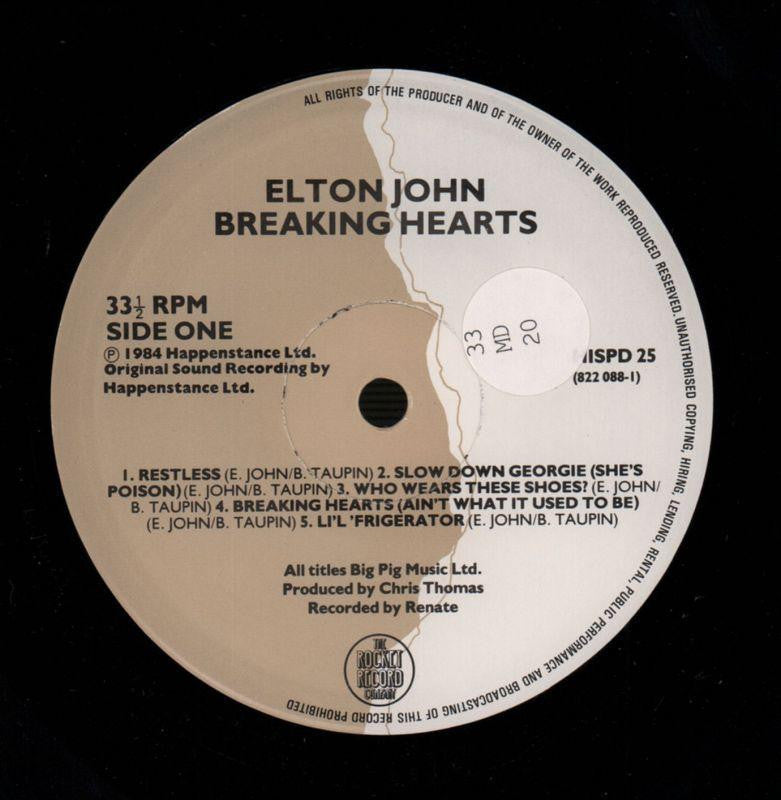 ALL RIGHTS OF THE PRODUCER AND OF THE OWNER OF THE WORK REPRODUCED RESERVED. UNAUTHORISED COPYING, HIRING, LENDING, RENTAL, PUBLIC PERFORMANCE AND BROADCASTING OF THIS RECORD PROHIBITED
ELTON JOHN
BREAKING HEARTS
33½ RPM
SIDE ONE
℗ 1984 Happenstance Ltd.
Original Sound Recording by
Happenstance Ltd.
33
MD
20
HISPD 25
(822 088-1)
1. RESTLESS (E. JOHN/B. TAUPIN) 2. SLOW DOWN GEORGIE (SHE'S
POISON) (E. JOHN/B. TAUPIN) 3. WHO WEARS THESE SHOES? (E. JOHN/
B. TAUPIN) 4. BREAKING HEARTS (AIN'T WHAT IT USED TO BE)
(E. JOHN/B. TAUPIN) 5. LI'L 'FRIGERATOR (E. JOHN/B. TAUPIN)
All titles Big Pig Music Ltd.
Produced by Chris Thomas
Recorded by Renate
THE
ROCKET
RECORD
COMPANY